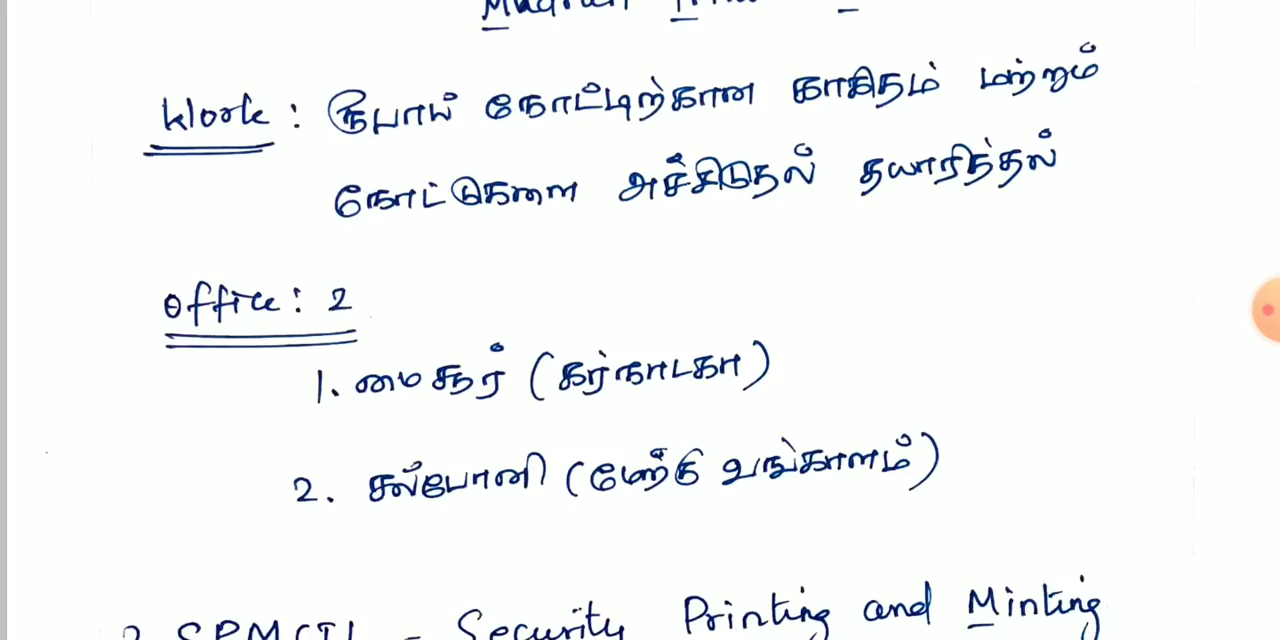 Work : ரூபாய் நோட்டிற்கான காகிதம் மற்றும்
நோட்டுகளை அச்சிடுதல் தயாரித்தல்
Office : 2
1. மைசூர் (கர்நாடகா)
2. சல்போனி (மேற்கு வங்காளம்)
2. SPMCIL - Security Printing and Minting